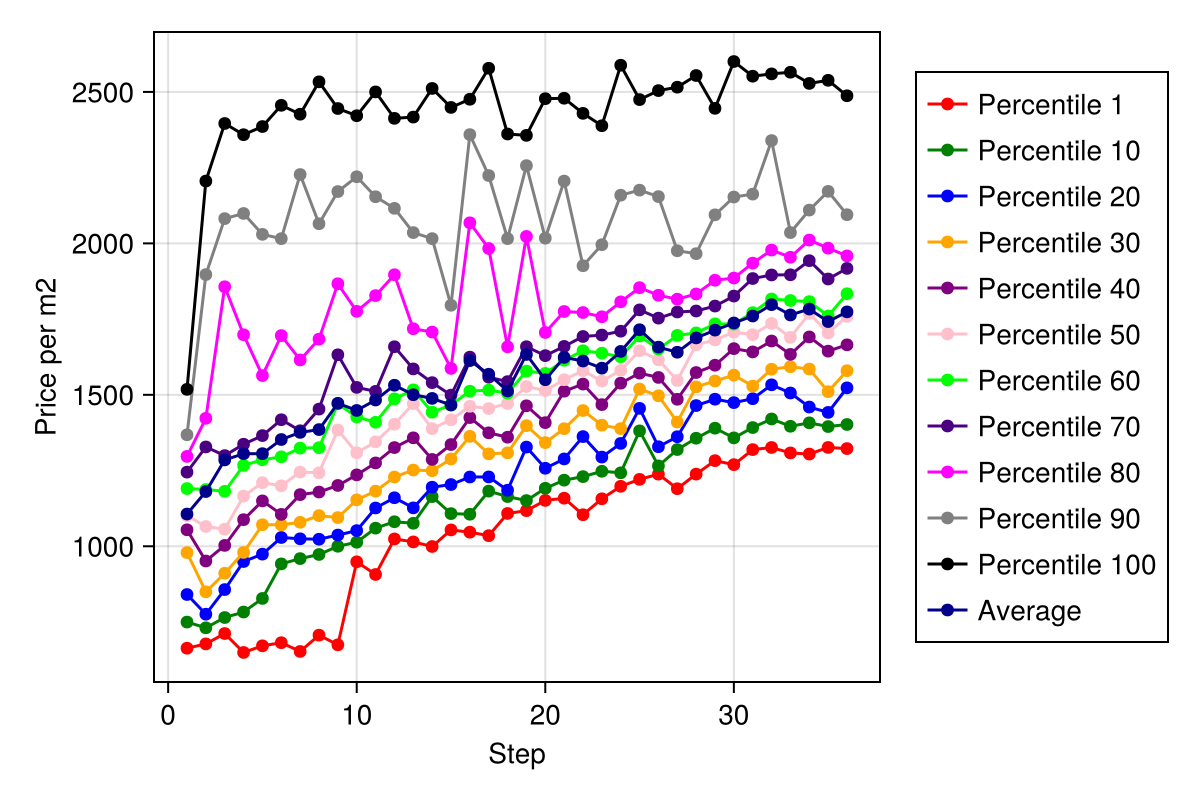 2500
2000
1500
1000
Price per m2
0 10 20 30
Step
Percentile 1
Percentile 10
Percentile 20
Percentile 30
Percentile 40
Percentile 50
Percentile 60
Percentile 70
Percentile 80
Percentile 90
Percentile 100
Average